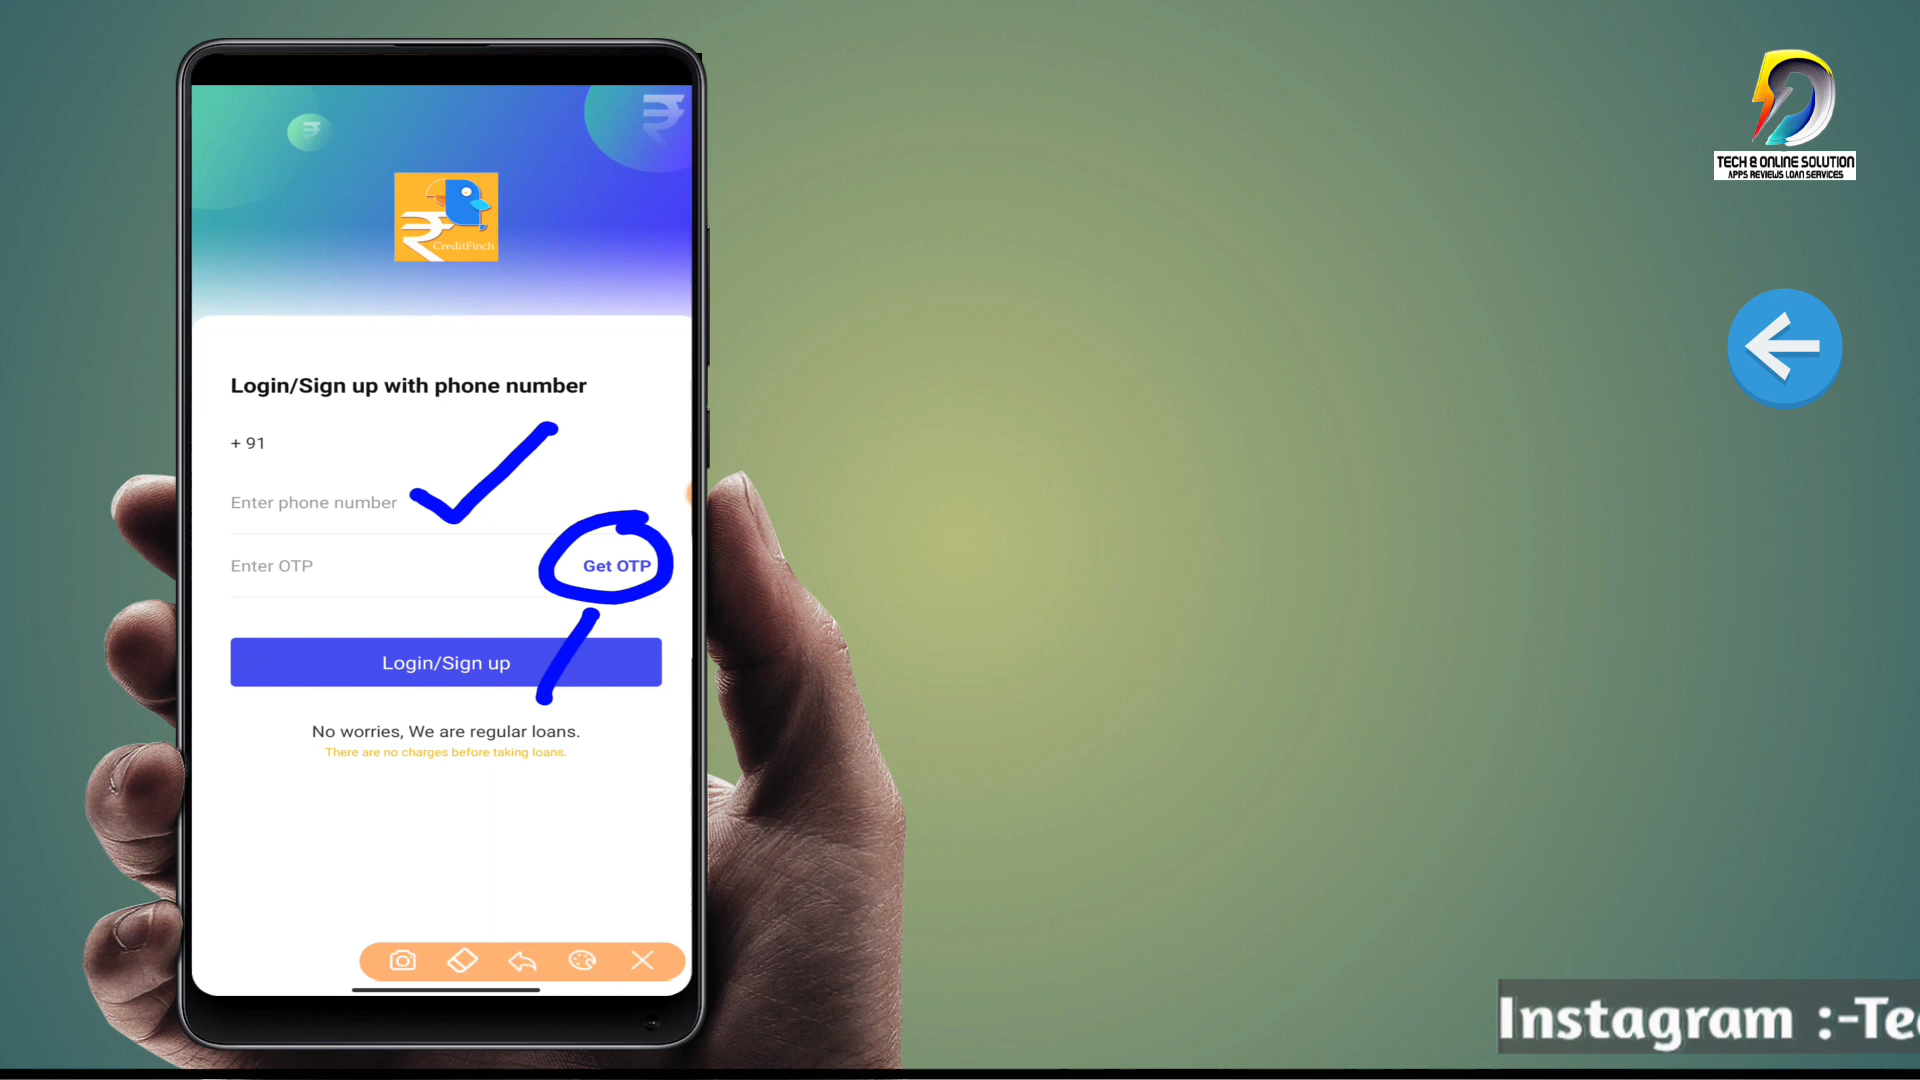 CreditFinch
Login/Sign up with phone number
+ 91
Enter phone number
Enter OTP
Get OTP
Login/Sign up
No worries, We are regular loans.
There are no charges before taking loans.
TECH & ONLINE SOLUTION
APPS REVIEWS LOAN SERVICES
Instagram :-Te